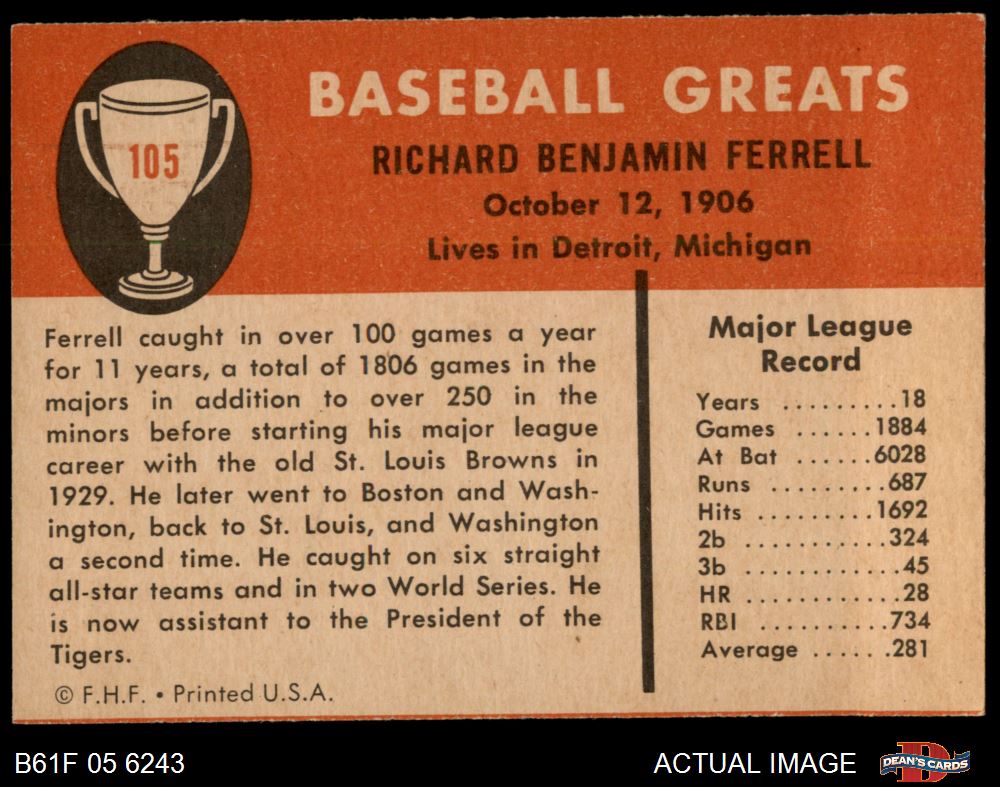 105
BASEBALL GREATS
RICHARD BENJAMIN FERRELL
October 12, 1906
Lives in Detroit, Michigan
Ferrell caught in over 100 games a year
for 11 years, a total of 1806 games in the
majors in addition to over 250 in the
minors before starting his major league
career with the old St. Louis Browns in
1929. He later went to Boston and Wash-
ington, back to St. Louis, and Washington
a second time. He caught on six straight
all-star teams and in two World Series. He
is now assistant to the President of the
Tigers.
© F.H.F. • Printed U.S.A.
Major League
Record
Years .........18
Games ......1884
At Bat ......6028
Runs .........687
Hits .........1692
2b ...........324
3b ............45
HR ............28
RBI ..........734
Average ......281
B61F 05 6243
ACTUAL IMAGE
D
DEAN'S CARDS